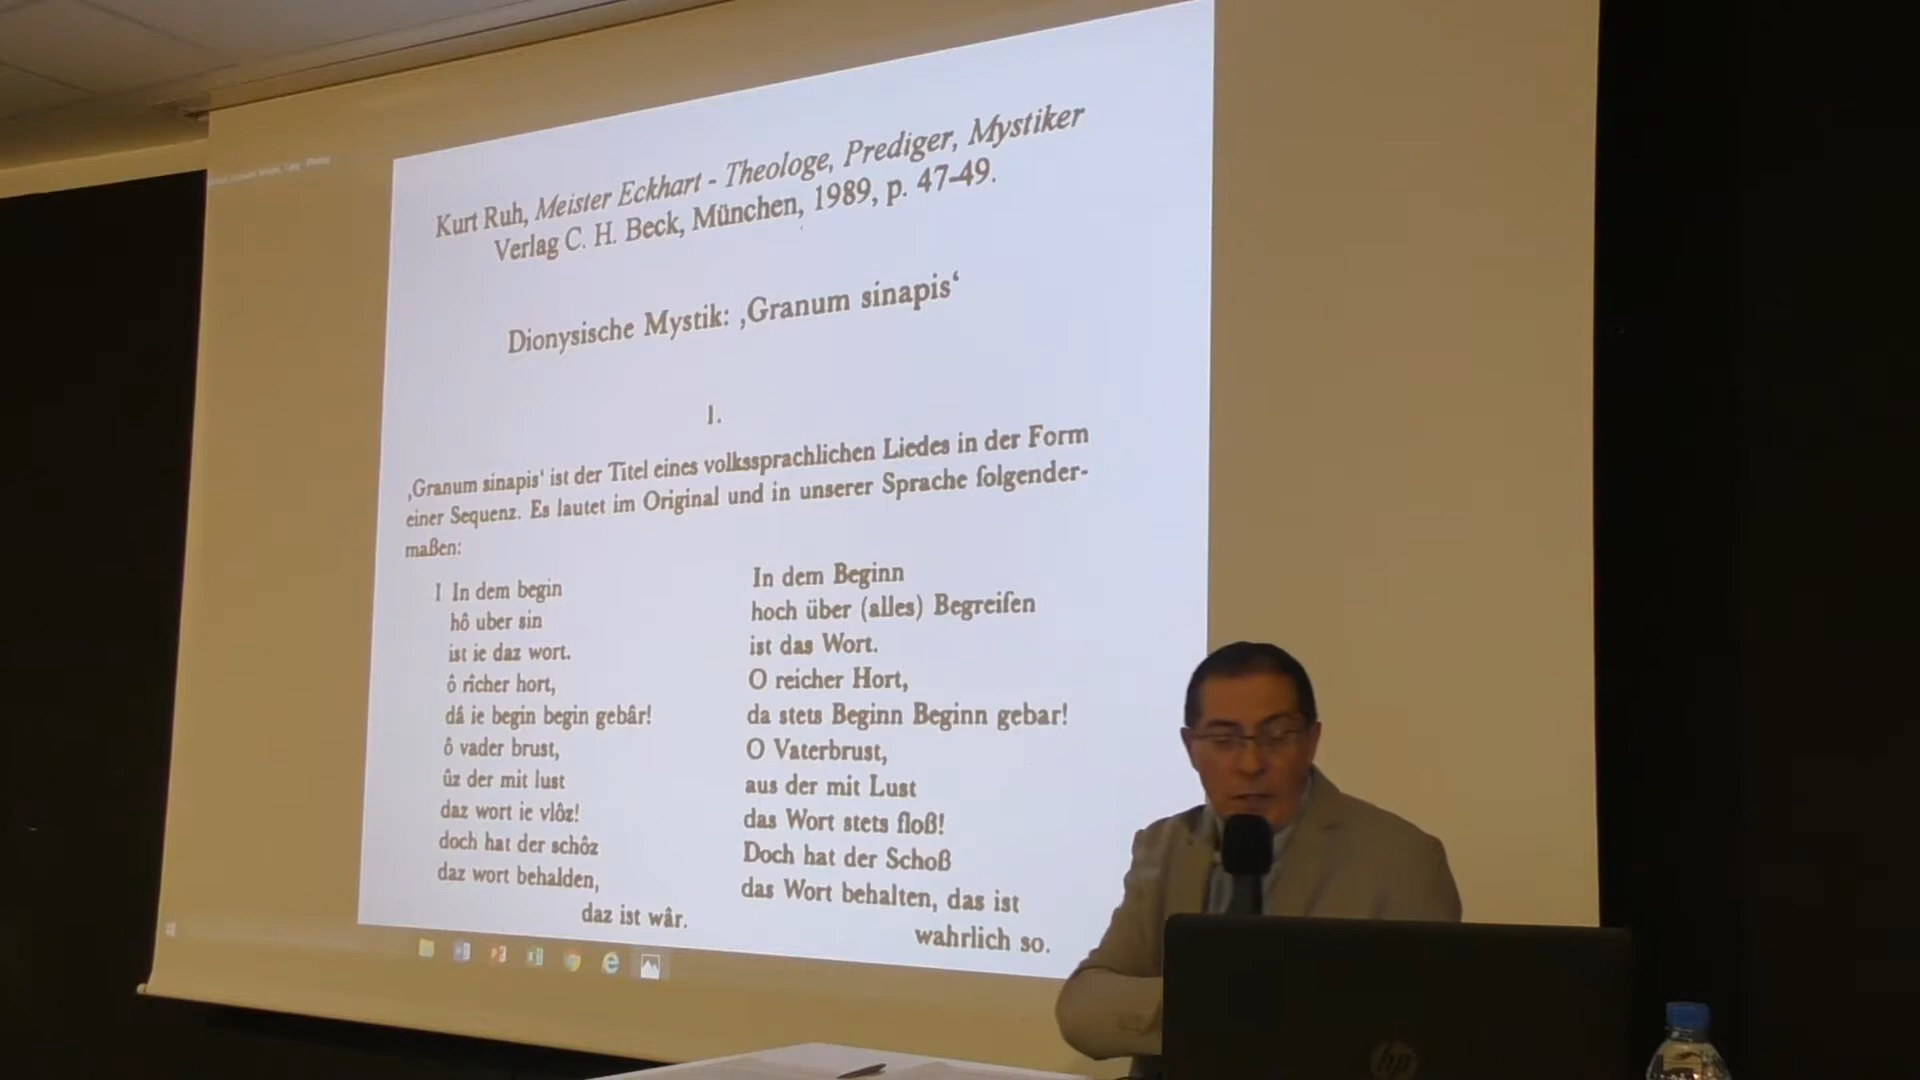 Kurt Ruh, Meister Eckhart - Theologe, Prediger, Mystiker
Verlag C. H. Beck, München, 1989, p. 47-49.
Dionysische Mystik: ‚Granum sinapis‘
I.
‚Granum sinapis‘ ist der Titel eines volkssprachlichen Liedes in der Form
einer Sequenz. Es lautet im Original und in unserer Sprache folgender-
maßen:
I In dem begin
hô uber sin
ist ie daz wort.
ô rîcher hort,
dâ ie begin begin gebâr!
ô vader brust,
ûz der mit lust
daz wort ie vlôz!
doch hat der schôz
daz wort behalden,
daz ist wâr.
In dem Beginn
hoch über (alles) Begreifen
ist das Wort.
O reicher Hort,
da stets Beginn Beginn gebar!
O Vaterbrust,
aus der mit Lust
das Wort stets floß!
Doch hat der Schoß
das Wort behalten, das ist
wahrlich so.
hp